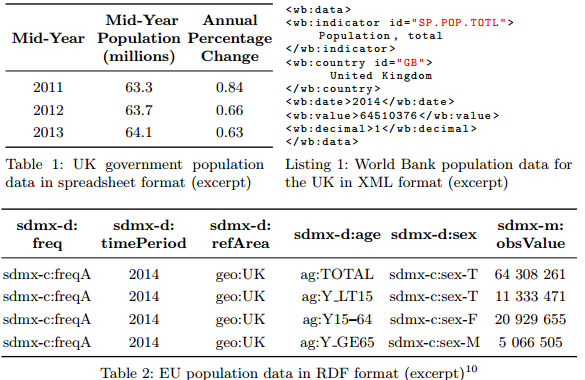 Mid-Year Mid-Year Population (millions) Annual Percentage Change
2011 63.3 0.84
2012 63.7 0.66
2013 64.1 0.63
Table 1: UK government population
data in spreadsheet format (excerpt)
<wb:data>
<wb:indicator id="SP.POP.TOTL">
Population, total
</wb:indicator>
<wb:country id="GB">
United Kingdom
</wb:country>
<wb:date>2014</wb:date>
<wb:value>64510376</wb:value>
<wb:decimal>1</wb:decimal>
</wb:data>
Listing 1: World Bank population data for
the UK in XML format (excerpt)
sdmx-d: sdmx-d: sdmx-d: sdmx-d:age sdmx-d:sex sdmx-m:
freq timePeriod refArea obsValue
sdmx-c:freqA 2014 geo:UK ag:TOTAL sdmx-c:sex-T 64 308 261
sdmx-c:freqA 2014 geo:UK ag:Y_LT15 sdmx-c:sex-T 11 333 471
sdmx-c:freqA 2014 geo:UK ag:Y15–64 sdmx-c:sex-F 20 929 655
sdmx-c:freqA 2014 geo:UK ag:Y_GE65 sdmx-c:sex-M 5 066 505
Table 2: EU population data in RDF format (excerpt)10